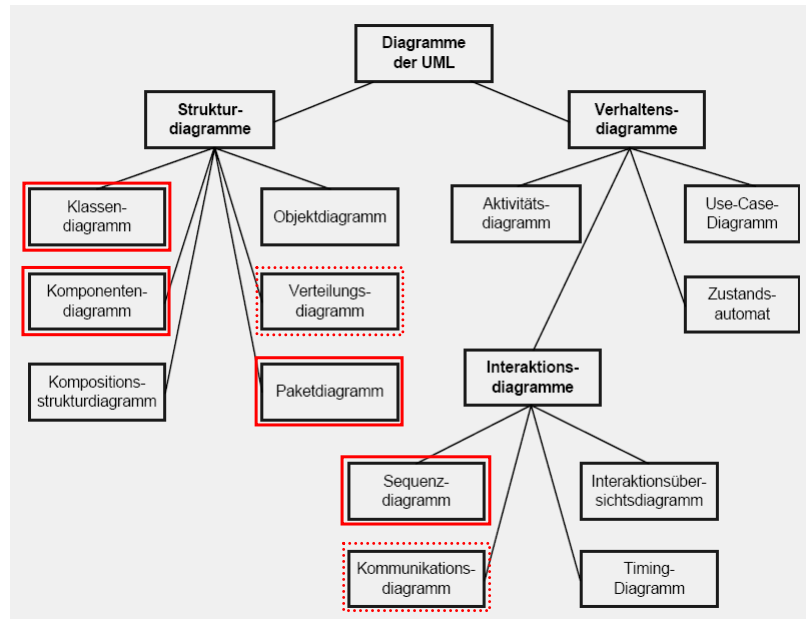 Diagramme
der UML
Struktur-
diagramme
Verhaltens-
diagramme
Klassen-
diagramm
Objektdiagramm
Aktivitäts-
diagramm
Use-Case-
Diagramm
Komponenten-
diagramm
Verteilungs-
diagramm
Zustands-
automat
Kompositions-
strukturdiagramm
Paketdiagramm
Interaktions-
diagramme
Sequenz-
diagramm
Interaktionsüber-
sichtsdiagramm
Kommunikations-
diagramm
Timing-
Diagramm